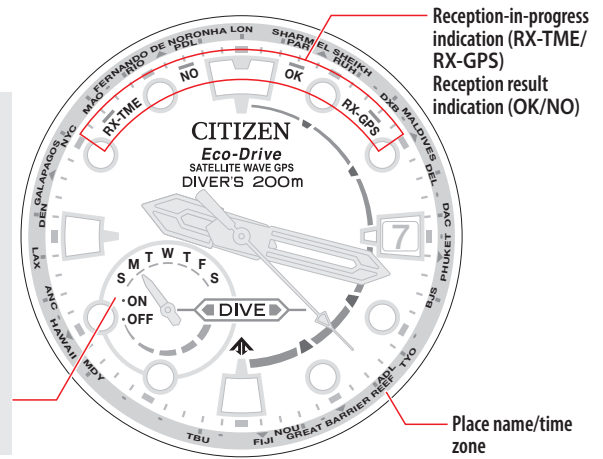 Reception-in-progress
indication (RX-TME/
RX-GPS)
Reception result
indication (OK/NO)
LON
SHARM EL SHEIKH
PAR
RUH
DXB
MALDIVES
DEL
DAC
PHUKET
BJS
TYO
ADL
GREAT BARRIER REEF
NOU
FIJI
TBU
MDY
HAWAII
ANC
LAX
DEN
GALAPAGOS
NYC
MAO
RIO
FERNANDO DE NORONHA
PDL
RX-TME
NO
OK
RX-GPS
CITIZEN
Eco-Drive
SATELLITE WAVE GPS
DIVER'S 200m
7
S M T W T F S
ON
OFF
DIVE
Place name/time
zone